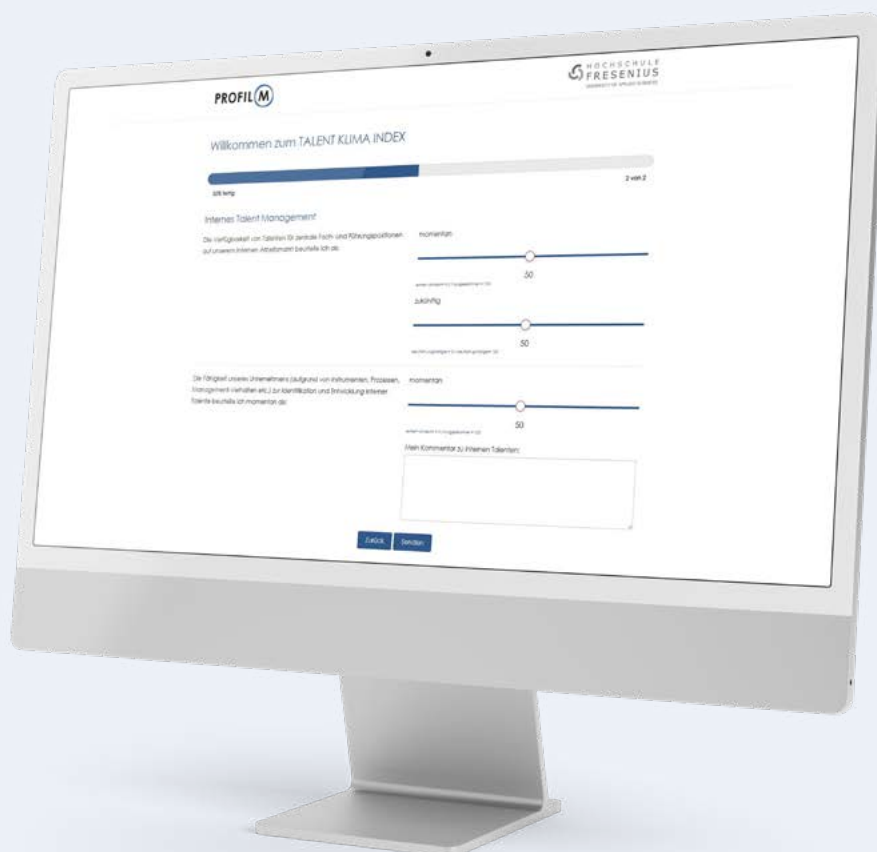 PROFIL M
HOCHSCHULE
FRESENIUS
Willkommen zum TALENT KLIMA INDEX
2 von 2
Internes Talent Management
momentan
Die Verfügbarkeit von Talenten für zentrale Fach- und Führungspositionen
auf unserem internen Arbeitsmarkt beurteile ich als:
50
zukünftig
50
Die Fähigkeit unseres Unternehmens (aufgrund von Instrumenten, Prozessen,
momentan
Management-Verhalten etc.) zur Identifikation und Entwicklung interner
Talente beurteile ich momentan als:
50
Mein Kommentar zu internen Talenten:
Zurück
Senden